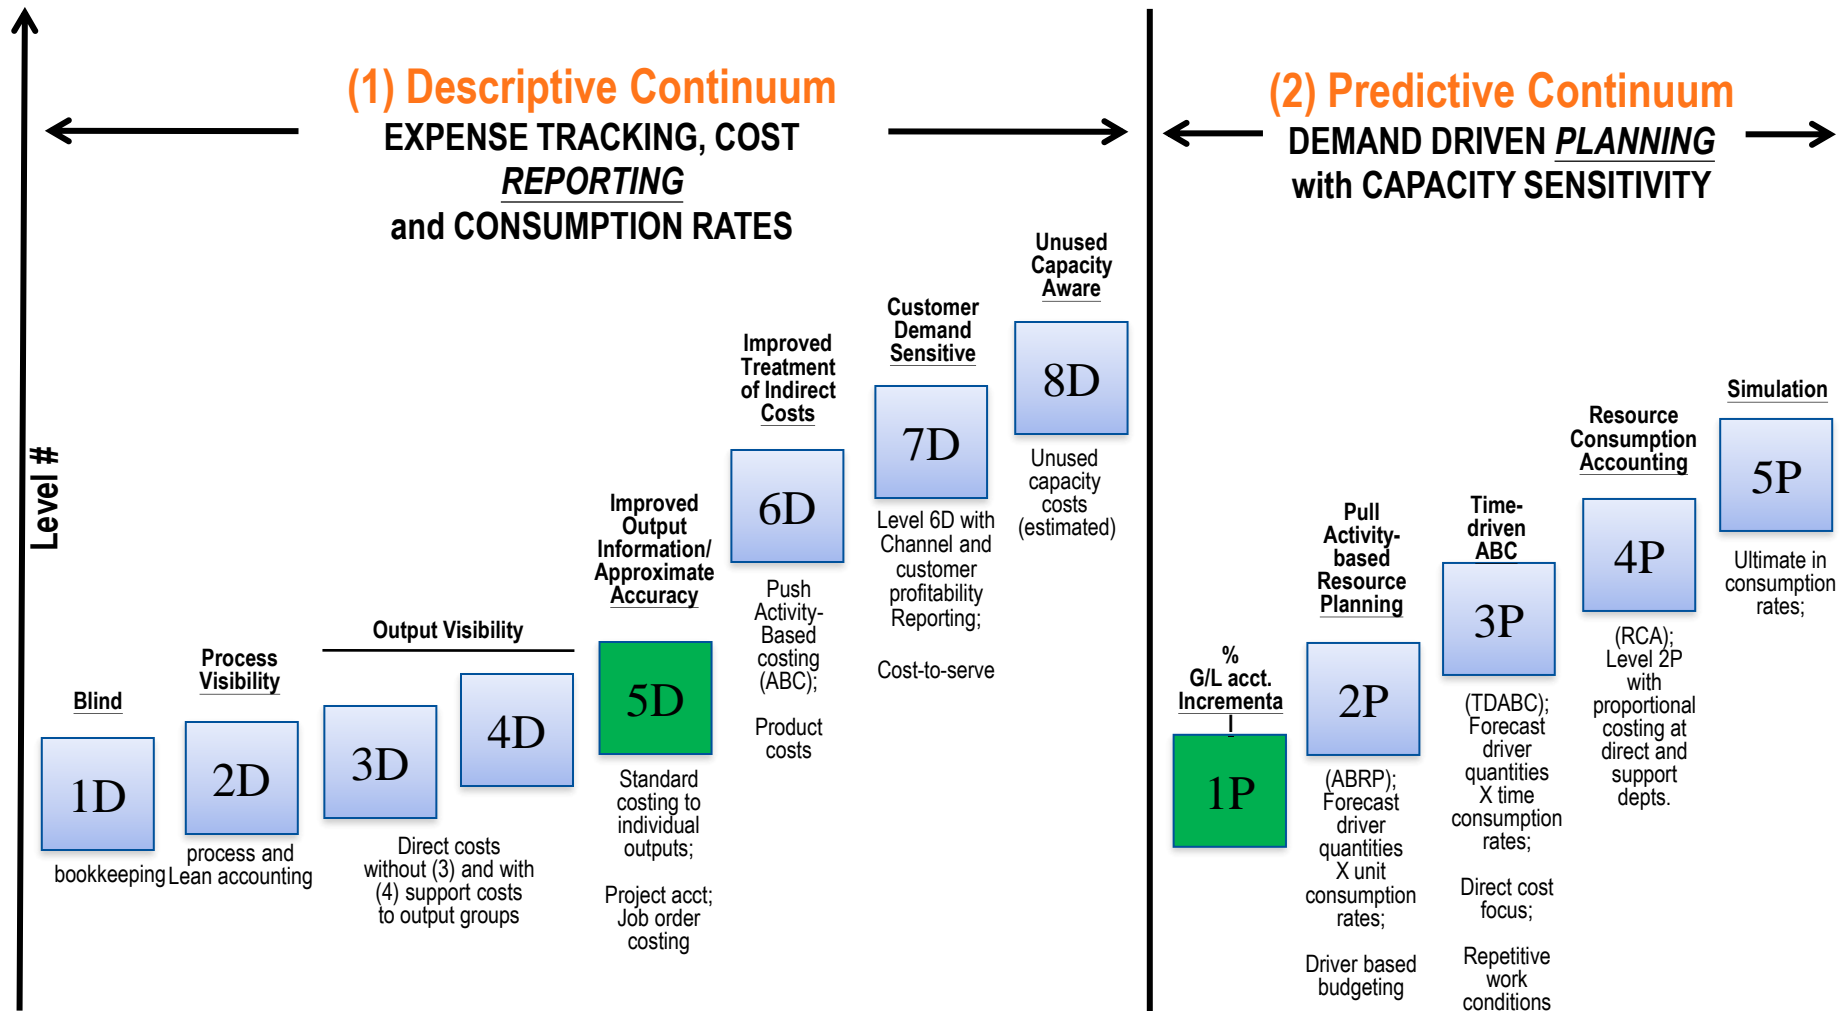 (1) Descriptive Continuum
EXPENSE TRACKING, COST
REPORTING
and CONSUMPTION RATES
(2) Predictive Continuum
DEMAND DRIVEN PLANNING
with CAPACITY SENSITIVITY
Level #
Blind
1D
bookkeeping
Process
Visibility
2D
process and
Lean accounting
Output Visibility
3D
4D
Direct costs
without (3) and with
(4) support costs
to output groups
Improved
Output
Information/
Approximate
Accuracy
5D
Standard
costing to
individual
outputs;
Project acct;
Job order
costing
Improved
Treatment
of Indirect
Costs
6D
Push
Activity-
Based
costing
(ABC);
Product
costs
Customer
Demand
Sensitive
7D
Level 6D with
Channel and
customer
profitability
Reporting;
Cost-to-serve
Unused
Capacity
Aware
8D
Unused
capacity
costs
(estimated)
%
G/L acct.
Incrementa
l
1P
Pull
Activity-
based
Resource
Planning
2P
(ABRP);
Forecast
driver
quantities
X unit
consumption
rates;
Driver based
budgeting
Time-
driven
ABC
3P
(TDABC);
Forecast
driver
quantities
X time
consumption
rates;
Direct cost
focus;
Repetitive
work
conditions
Resource
Consumption
Accounting
4P
(RCA);
Level 2P
with
proportional
costing at
direct and
support
depts.
Simulation
5P
Ultimate in
consumption
rates;